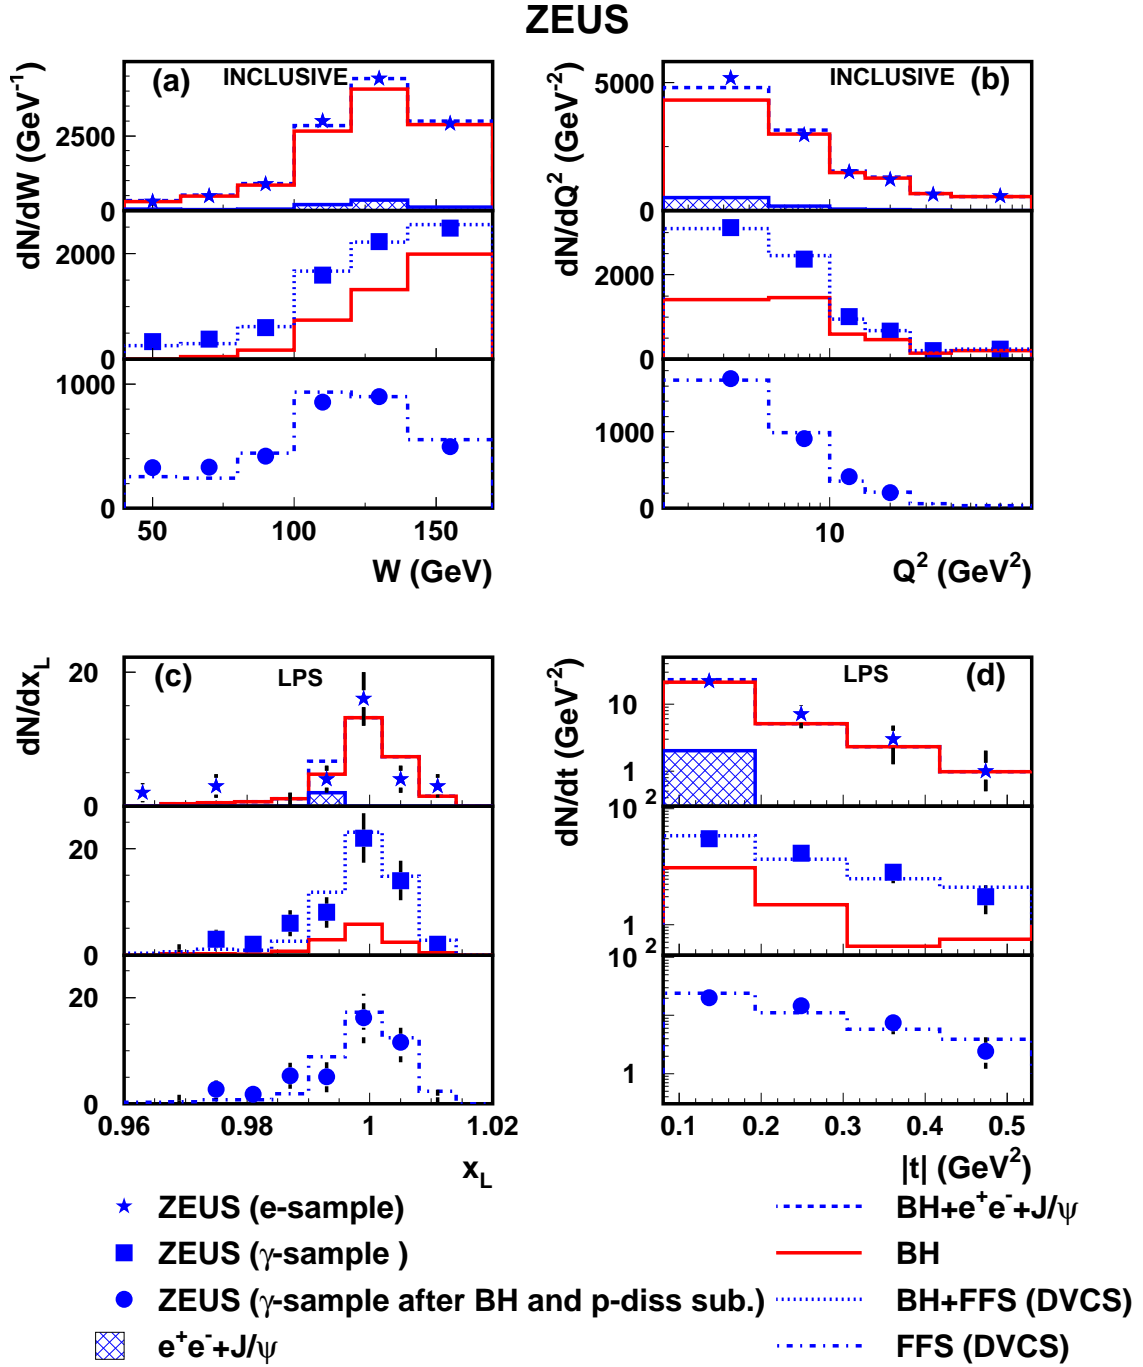 ZEUS
(a) INCLUSIVE
dN/dW (GeV⁻¹)
2500
0
2000
0
1000
0
50 100 150
W (GeV)
(b) INCLUSIVE
dN/dQ² (GeV⁻²)
5000
0
2000
0
1000
0
10
Q² (GeV²)
(c) LPS
dN/dx_L
20
0
20
0
20
0
0.96 0.98 1 1.02
x_L
(d) LPS
dN/dt (GeV⁻²)
10
1
10²
1
10²
1
0.1 0.2 0.3 0.4 0.5
|t| (GeV²)
ZEUS (e-sample)
ZEUS (γ-sample )
ZEUS (γ-sample after BH and p-diss sub.)
e⁺e⁻+J/ψ
BH+e⁺e⁻+J/ψ
BH
BH+FFS (DVCS)
FFS (DVCS)